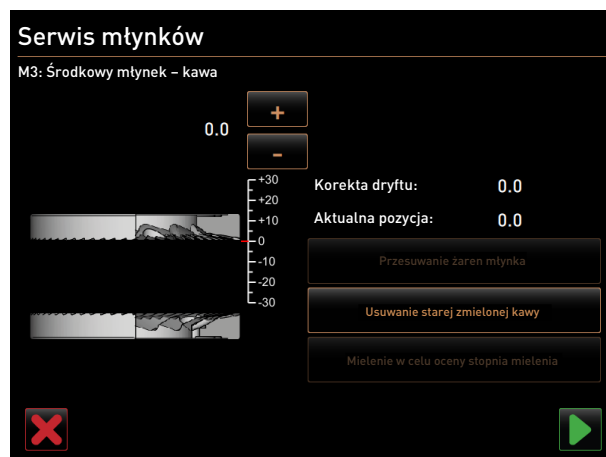 Serwis młynków
M3: Środkowy młynek – kawa
0.0
+
-
+30
+20
+10
0
-10
-20
-30
Korekta dryftu: 0.0
Aktualna pozycja: 0.0
Przesuwanie żaren młynka
Usuwanie starej zmielonej kawy
Mielenie w celu oceny stopnia mielenia